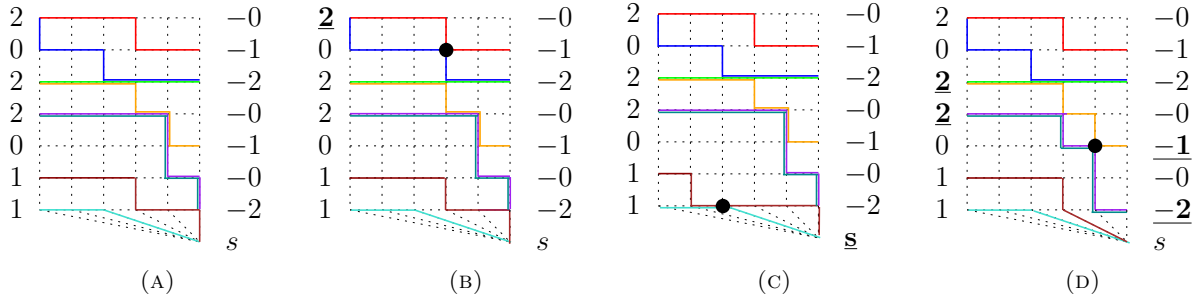 2 −0 2 −0 2 −0 2 −0
0 −1 0 −1 0 −1 0 −1
2 −2 2 −2 2 −2 2 −2
2 −0 2 −0 2 −0 2 −0
0 −1 0 −1 0 −1 0 −1
1 −0 1 −0 1 −0 1 −0
1 −2 1 −2 1 −2 1 −2
s s s s
(A) (B) (C) (D)